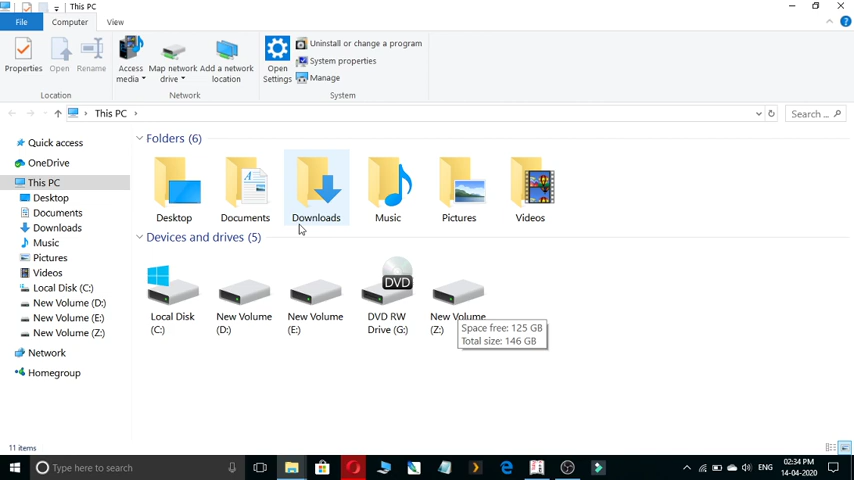 This PC
File Computer View
Properties Open Rename Access media Map network drive Add a network location Open Settings Uninstall or change a program
System properties
Manage
Location Network System
This PC Search ...
Quick access
OneDrive
This PC
Desktop
Documents
Downloads
Music
Pictures
Videos
Local Disk (C:)
New Volume (D:)
New Volume (E:)
New Volume (Z:)
Network
Homegroup
Folders (6)
Desktop Documents Downloads Music Pictures Videos
Devices and drives (5)
DVD
Local Disk (C:) New Volume (D:) New Volume (E:) DVD RW Drive (G:) New Volume (Z:)
Space free: 125 GB
Total size: 146 GB
11 items
Type here to search ENG 02:34 PM
14-04-2020